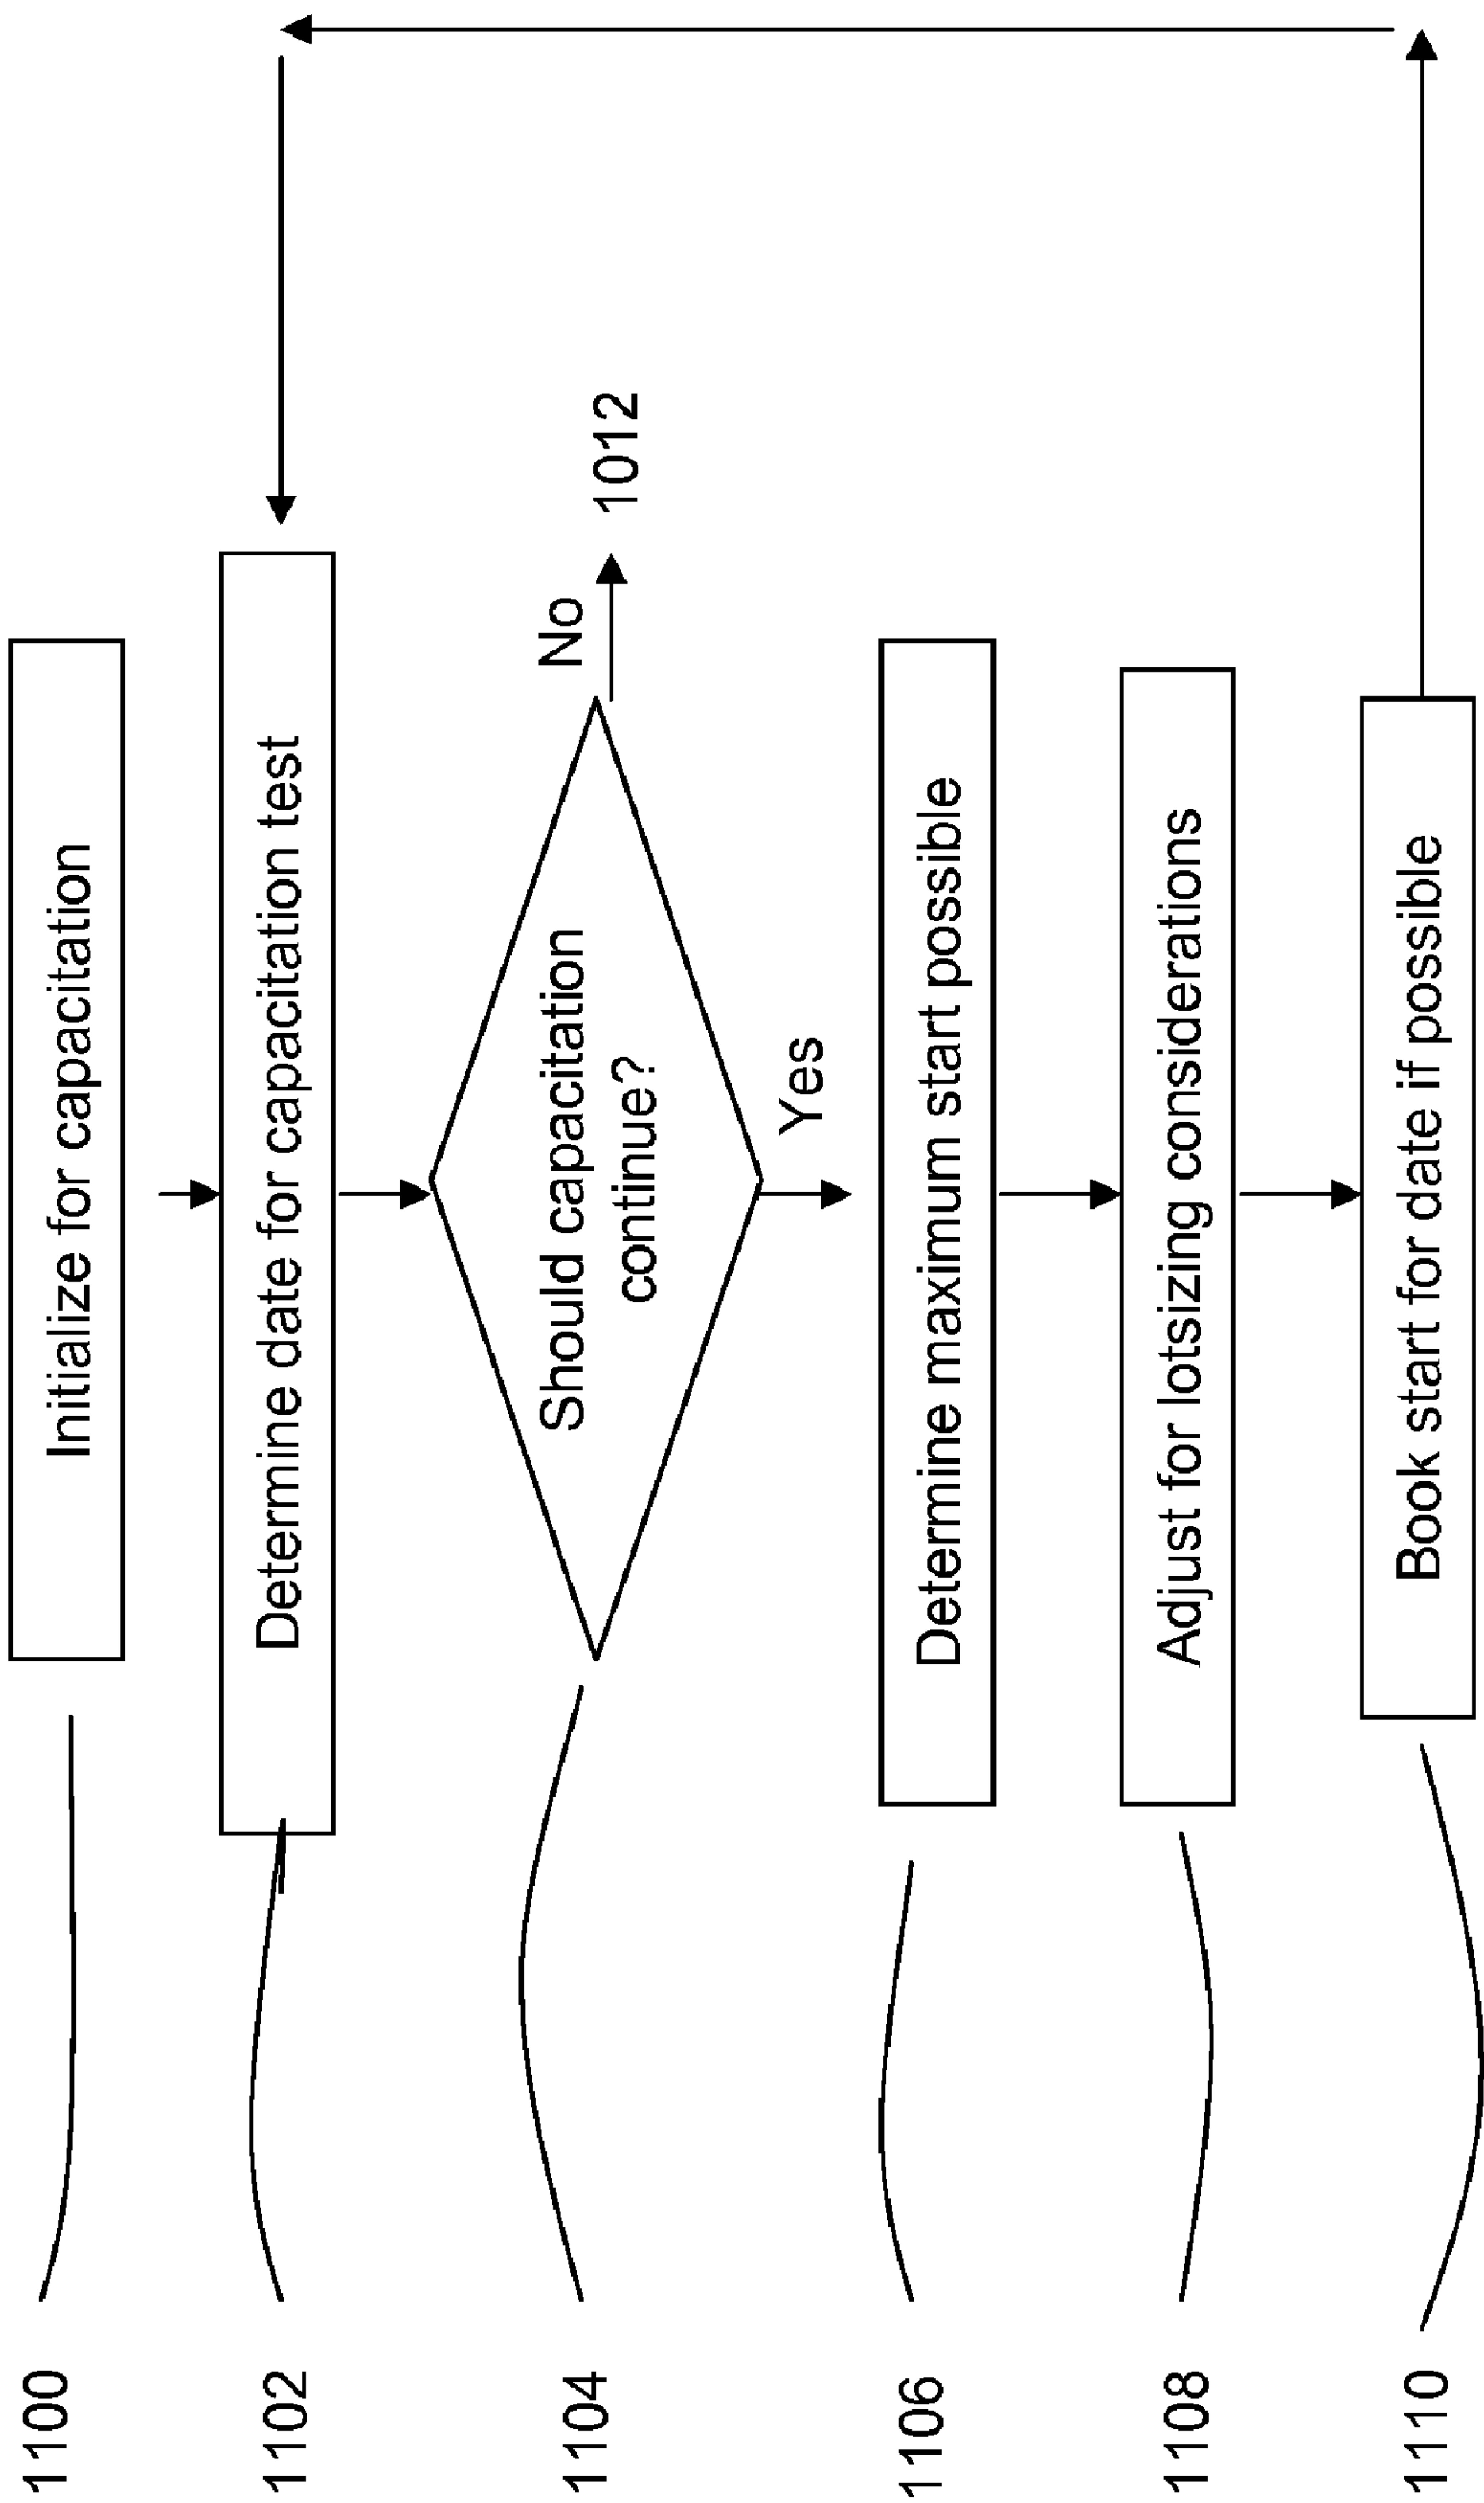 1100
Initialize for capacitation
1102
Determine date for capacitation test
1104
Should capacitation
continue?
No
1012
Yes
1106
Determine maximum start possible
1108
Adjust for lotsizing considerations
1110
Book start for date if possible